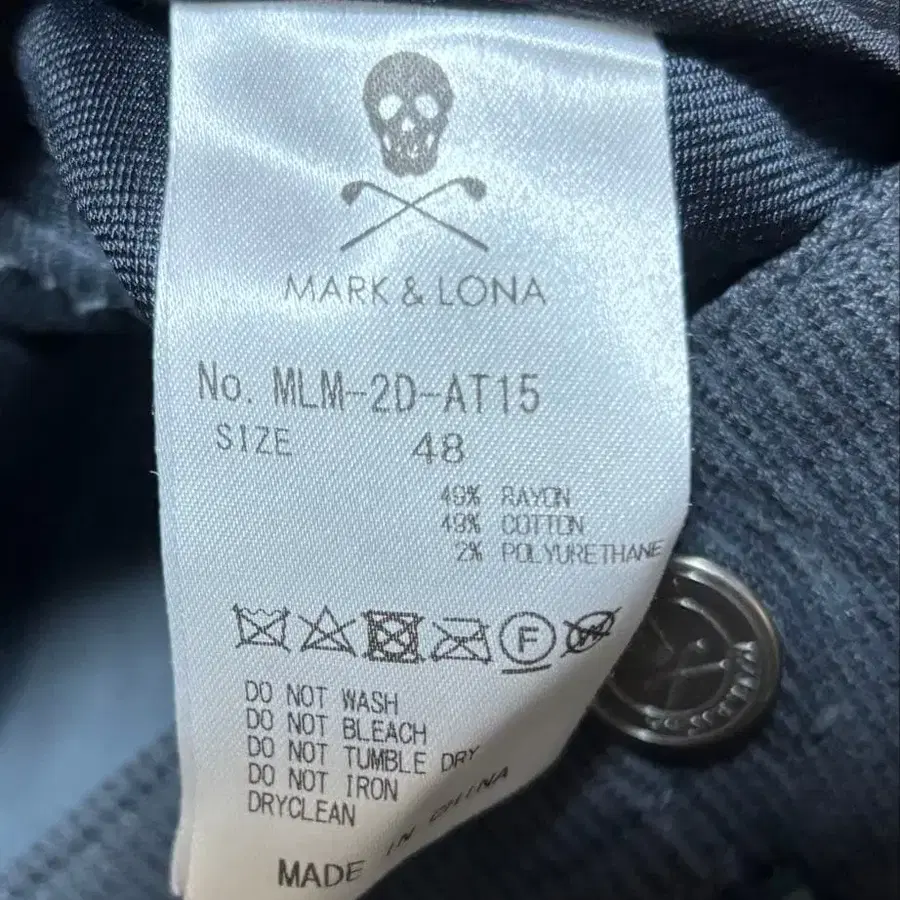 MARK & LONA
No. MLM-2D-AT15
SIZE 48
49% RAYON
49% COTTON
2% POLYURETHANE
F W
DO NOT WASH
DO NOT BLEACH
DO NOT TUMBLE DRY
DO NOT IRON
DRYCLEAN
MADE IN CHINA